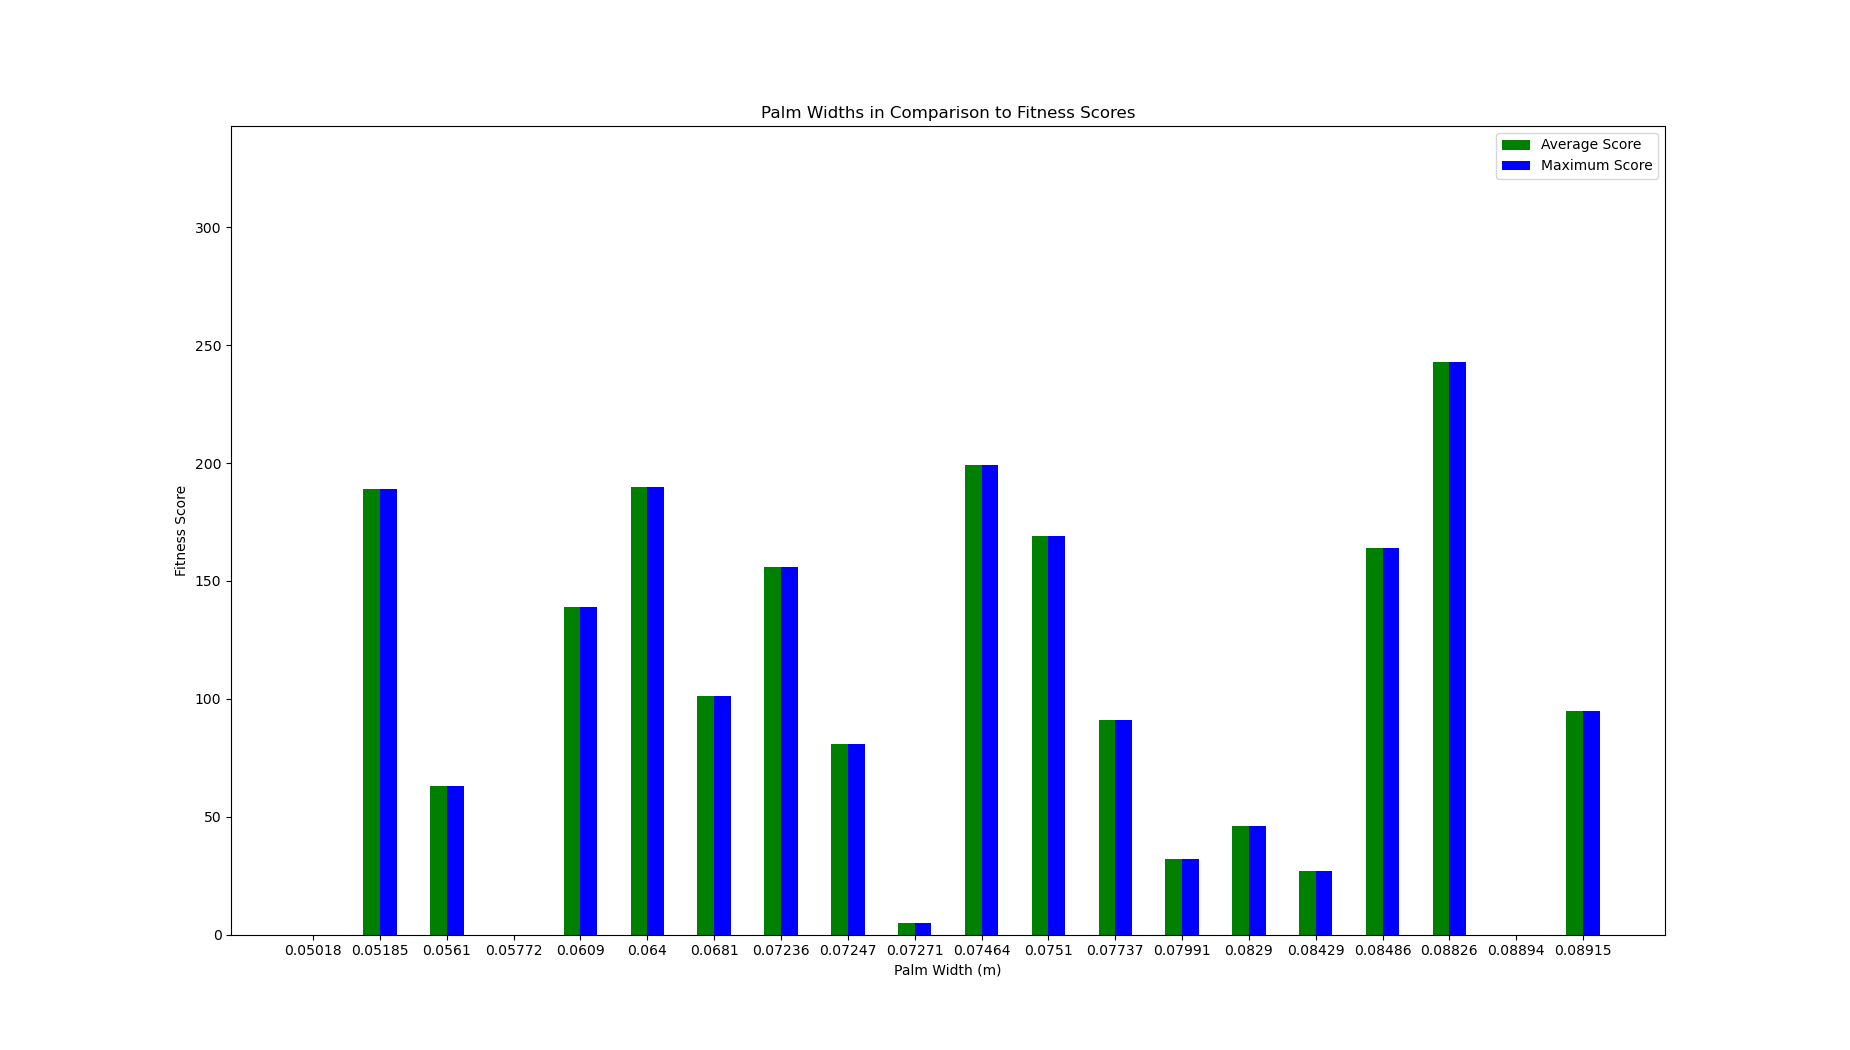 Palm Widths in Comparison to Fitness Scores
Average Score
Maximum Score
300
250
200
150
100
50
0
Fitness Score
0.05018 0.05185 0.0561 0.05772 0.0609 0.064 0.0681 0.07236 0.07247 0.07271 0.07464 0.0751 0.07737 0.07991 0.0829 0.08429 0.08486 0.08826 0.08894 0.08915
Palm Width (m)